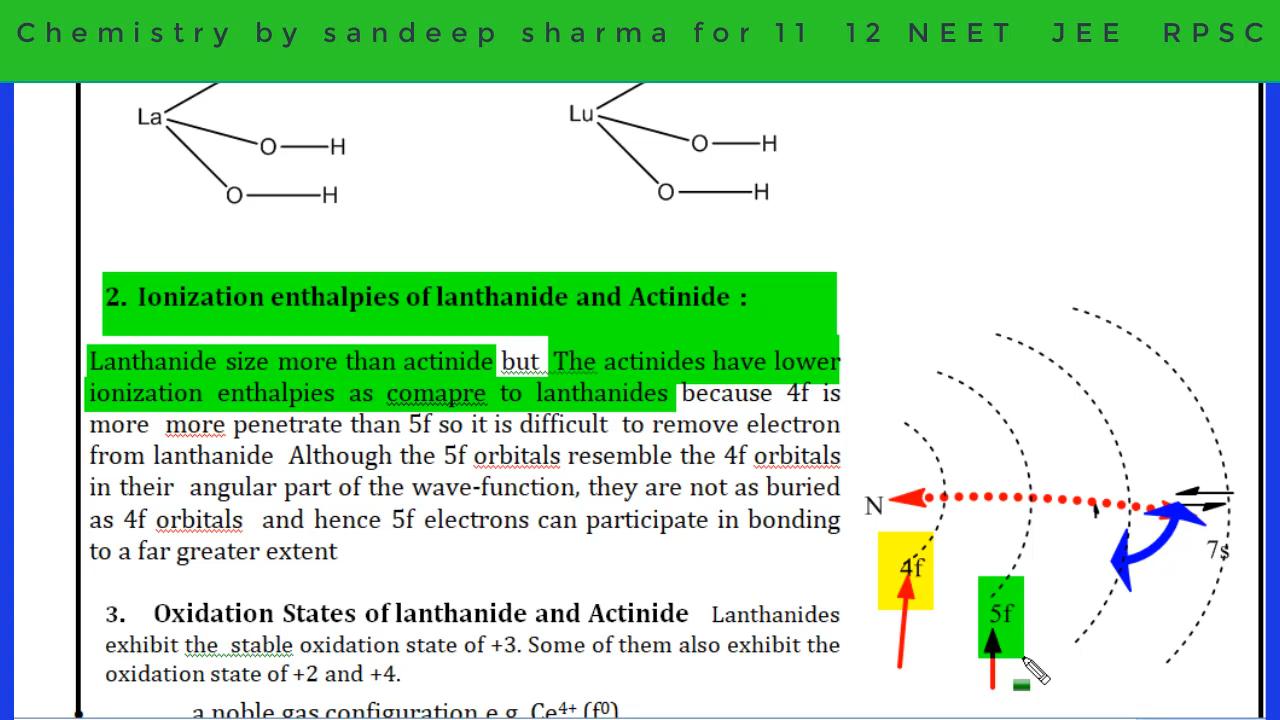 Chemistry by sandeep sharma for 11 12 NEET JEE RPSC
La
O
H
O
H
Lu
O
H
O
H
2. Ionization enthalpies of lanthanide and Actinide :
Lanthanide size more than actinide but The actinides have lower
ionization enthalpies as comapre to lanthanides because 4f is
more more penetrate than 5f so it is difficult to remove electron
from lanthanide Although the 5f orbitals resemble the 4f orbitals
in their angular part of the wave-function, they are not as buried
as 4f orbitals and hence 5f electrons can participate in bonding
to a far greater extent
N
4f
5f
7s
3. Oxidation States of lanthanide and Actinide Lanthanides
exhibit the stable oxidation state of +3. Some of them also exhibit the
oxidation state of +2 and +4.
a noble gas configuration e.g. Ce⁴⁺ (f⁰)